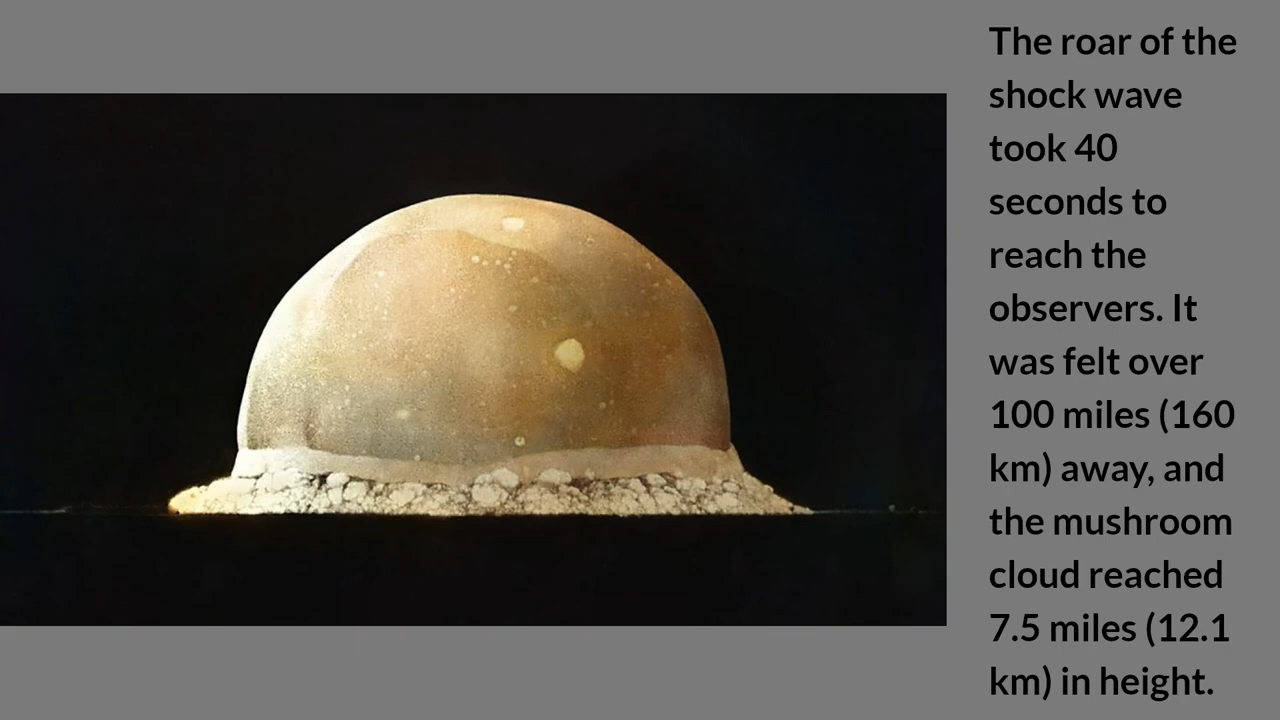 The roar of the
shock wave
took 40
seconds to
reach the
observers. It
was felt over
100 miles (160
km) away, and
the mushroom
cloud reached
7.5 miles (12.1
km) in height.